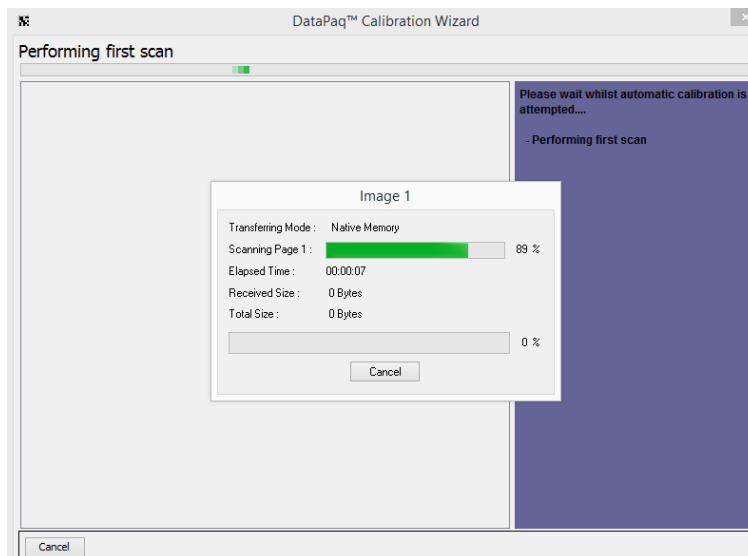 DataPaq™ Calibration Wizard
Performing first scan
Please wait whilst automatic calibration is
attempted....
- Performing first scan
Image 1
Transferring Mode : Native Memory
Scanning Page 1 : 89 %
Elapsed Time : 00:00:07
Received Size : 0 Bytes
Total Size : 0 Bytes
0 %
Cancel
Cancel